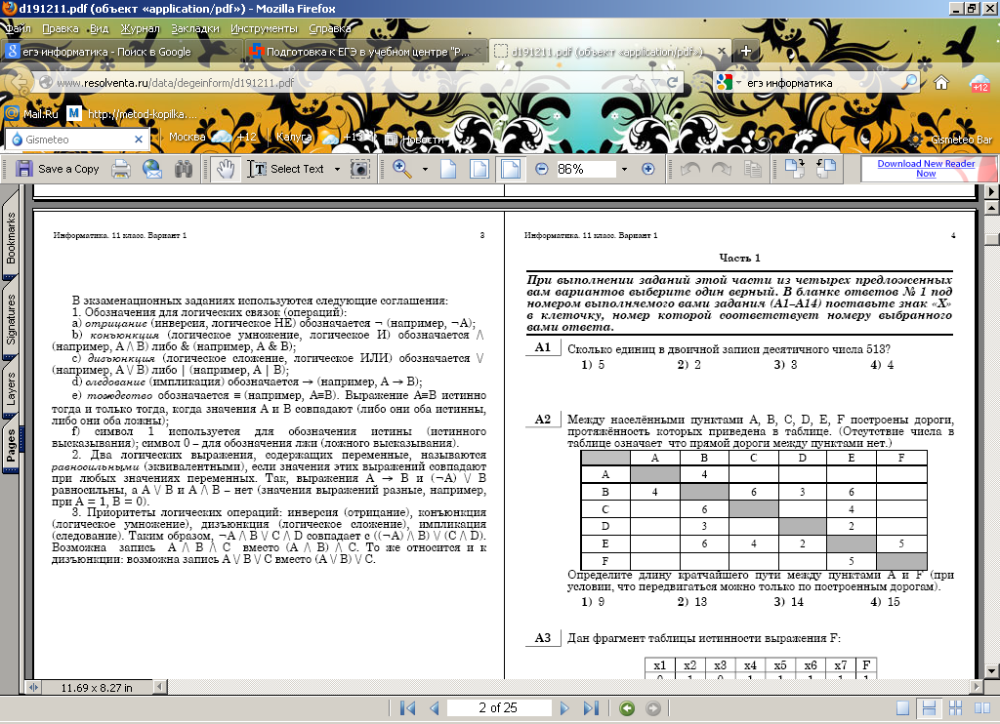 d191211.pdf (объект «application/pdf») - Mozilla Firefox
Файл Правка Вид Журнал Закладки Инструменты Справка
егэ информатика - Поиск в Google
Подготовка к ЕГЭ в учебном центре "Р...
d191211.pdf (объект «application/pdf»)
www.resolventa.ru/data/degeinform/d191211.pdf
егэ информатика
+12
Mail.Ru
http://metod-kopilka....
Gismeteo
Москва +12 Калуга
Новости
Gismeteo Bar
Save a Copy
Select Text
86%
Download New Reader
Now
Bookmarks
Signatures
Layers
Pages
Информатика. 11 класс. Вариант 1 3
В экзаменационных заданиях используются следующие соглашения:
1. Обозначения для логических связок (операций):
a) отрицание (инверсия, логическое НЕ) обозначается ¬ (например, ¬А);
b) конъюнкция (логическое умножение, логическое И) обозначается /\
(например, А /\ В) либо & (например, А & В);
c) дизъюнкция (логическое сложение, логическое ИЛИ) обозначается \/
(например, А \/ В) либо | (например, А | В);
d) следование (импликация) обозначается → (например, А → В);
e) тождество обозначается ≡ (например, А≡В). Выражение А≡В истинно
тогда и только тогда, когда значения А и В совпадают (либо они оба истинны,
либо они оба ложны);
f) символ 1 используется для обозначения истины (истинного
высказывания); символ 0 – для обозначения лжи (ложного высказывания).
2. Два логических выражения, содержащих переменные, называются
равносильными (эквивалентными), если значения этих выражений совпадают
при любых значениях переменных. Так, выражения А → В и (¬А) \/ В
равносильны, а А \/ В и А /\ В – нет (значения выражений разные, например,
при А = 1, В = 0).
3. Приоритеты логических операций: инверсия (отрицание), конъюнкция
(логическое умножение), дизъюнкция (логическое сложение), импликация
(следование). Таким образом, ¬А /\ В \/ С /\ D совпадает с ((¬А) /\ В) \/ (С /\ D).
Возможна запись А /\ В /\ С вместо (А /\ В) /\ С. То же относится и к
дизъюнкции: возможна запись А \/ В \/ С вместо (А \/ В) \/ С.
Информатика. 11 класс. Вариант 1 4
Часть 1
При выполнении заданий этой части из четырех предложенных
вам вариантов выберите один верный. В бланке ответов № 1 под
номером выполняемого вами задания (А1–А14) поставьте знак «X»
в клеточку, номер которой соответствует номеру выбранного
вами ответа.
А1 Сколько единиц в двоичной записи десятичного числа 513?
1) 5 2) 2 3) 3 4) 4
А2 Между населёнными пунктами A, B, C, D, E, F построены дороги,
протяжённость которых приведена в таблице. (Отсутствие числа в
таблице означает что прямой дороги между пунктами нет.)
A B C D E F
A 4
B 4 6 3 6
C 6 4
D 3 2
E 6 4 2 5
F 5
Определите длину кратчайшего пути между пунктами A и F (при
условии, что передвигаться можно только по построенным дорогам).
1) 9 2) 13 3) 14 4) 15
А3 Дан фрагмент таблицы истинности выражения F:
x1 x2 x3 x4 x5 x6 x7 F
11.69 x 8.27 in
2 of 25